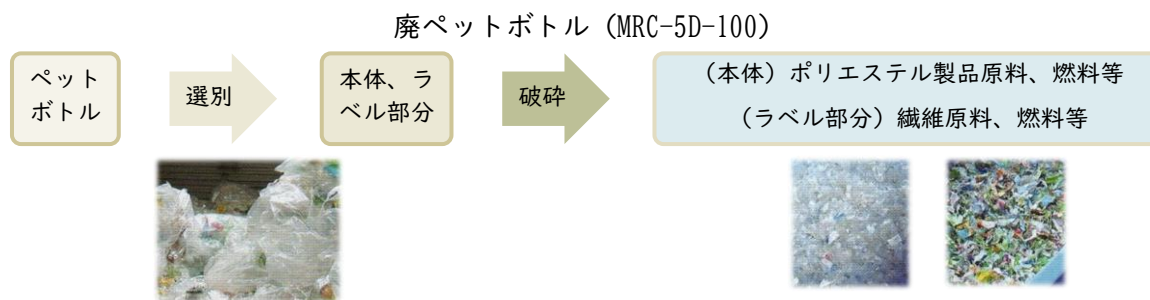 廃ペットボトル (MRC-5D-100)
ペット
ボトル
選別
本体、ラ
ベル部分
破砕
（本体）ポリエステル製品原料、燃料等
（ラベル部分）繊維原料、燃料等